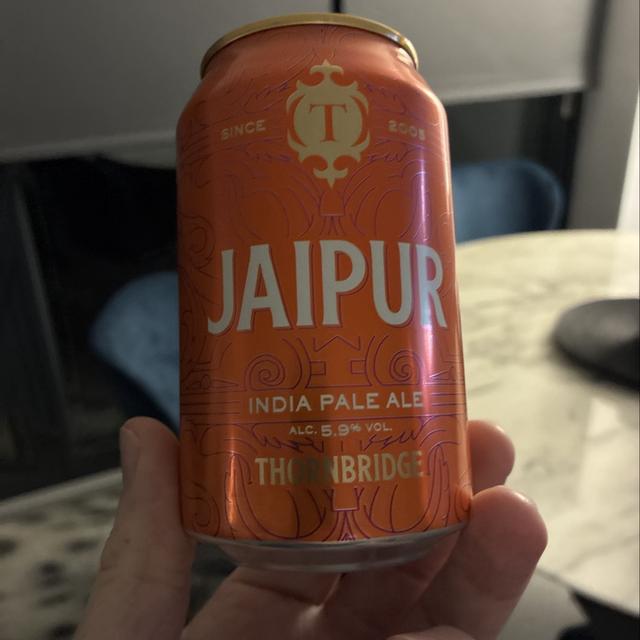 T
SINCE 2005
JAIPUR
INDIA PALE ALE
ALC. 5.9% VOL.
THORNBRIDGE